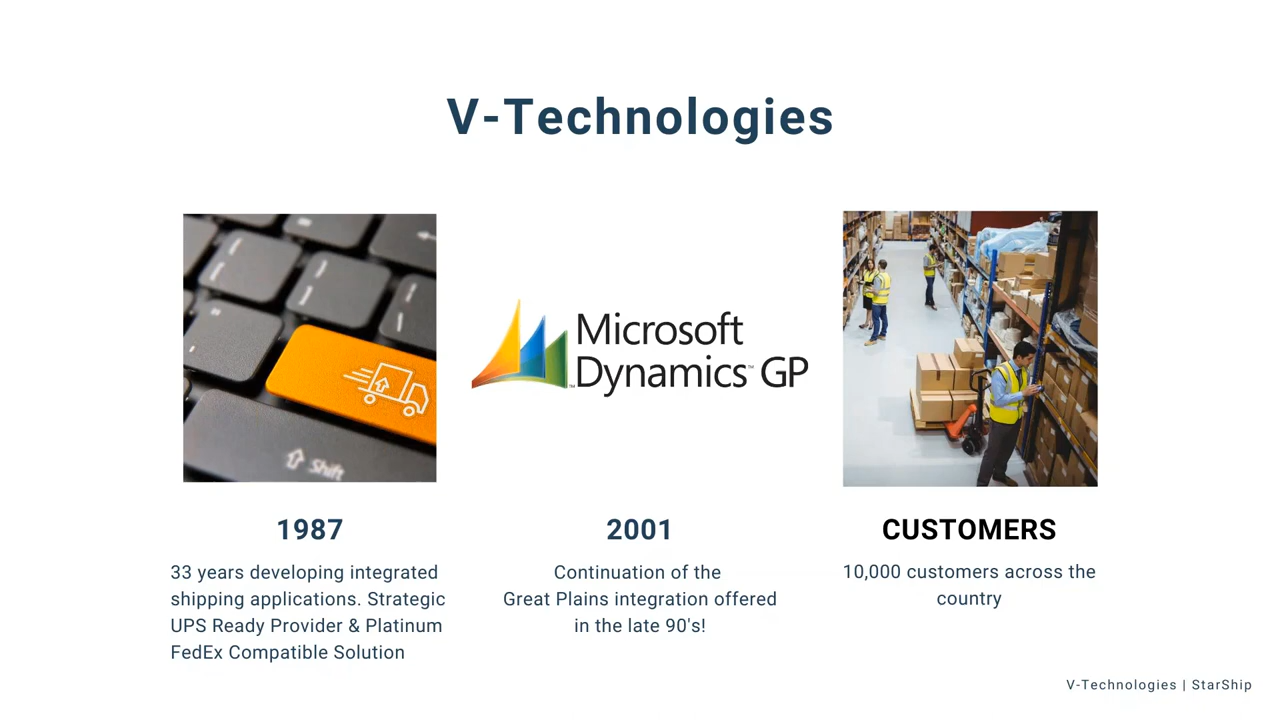 V-Technologies
Shift
Microsoft
Dynamics™ GP
1987
33 years developing integrated
shipping applications. Strategic
UPS Ready Provider & Platinum
FedEx Compatible Solution
2001
Continuation of the
Great Plains integration offered
in the late 90's!
CUSTOMERS
10,000 customers across the
country
V-Technologies | StarShip